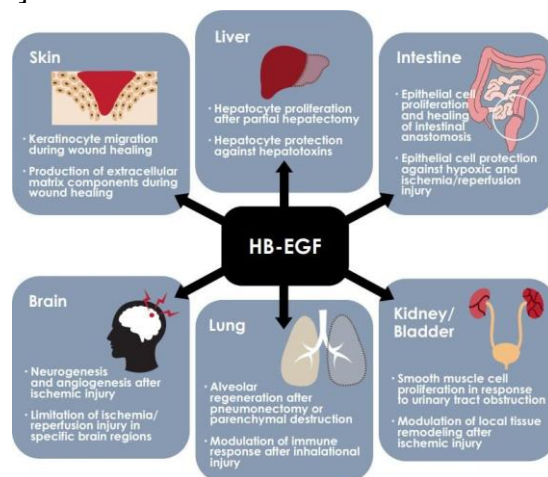 Skin
· Keratinocyte migration
during wound healing
· Production of extracellular
matrix components during
wound healing
Liver
· Hepatocyte proliferation
after partial hepatectomy
· Hepatocyte protection
against hepatotoxins
Intestine
· Epithelial cell
proliferation
and healing
of intestinal
anastomosis
· Epithelial cell protection
against hypoxic and
ischemia/reperfusion
injury
HB-EGF
Brain
· Neurogenesis
and angiogenesis after
ischemic injury
· Limitation of ischemia/
reperfusion injury in
specific brain regions
Lung
· Alveolar
regeneration after
pneumonectomy or
parenchymal destruction
· Modulation of immune
response after inhalational
injury
Kidney/
Bladder
· Smooth muscle cell
proliferation in response
to urinary tract obstruction
· Modulation of local tissue
remodeling after
ischemic injury